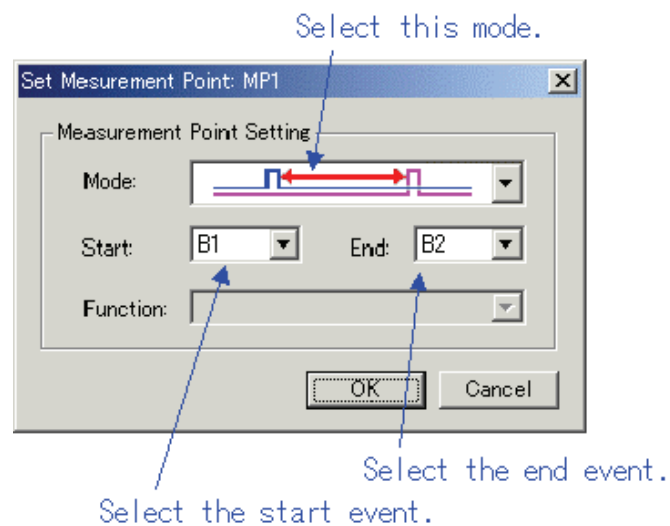 Select this mode.
Set Mesurement Point: MP1
Measurement Point Setting
Mode:
Start: B1 End: B2
Function:
OK Cancel
Select the end event.
Select the start event.